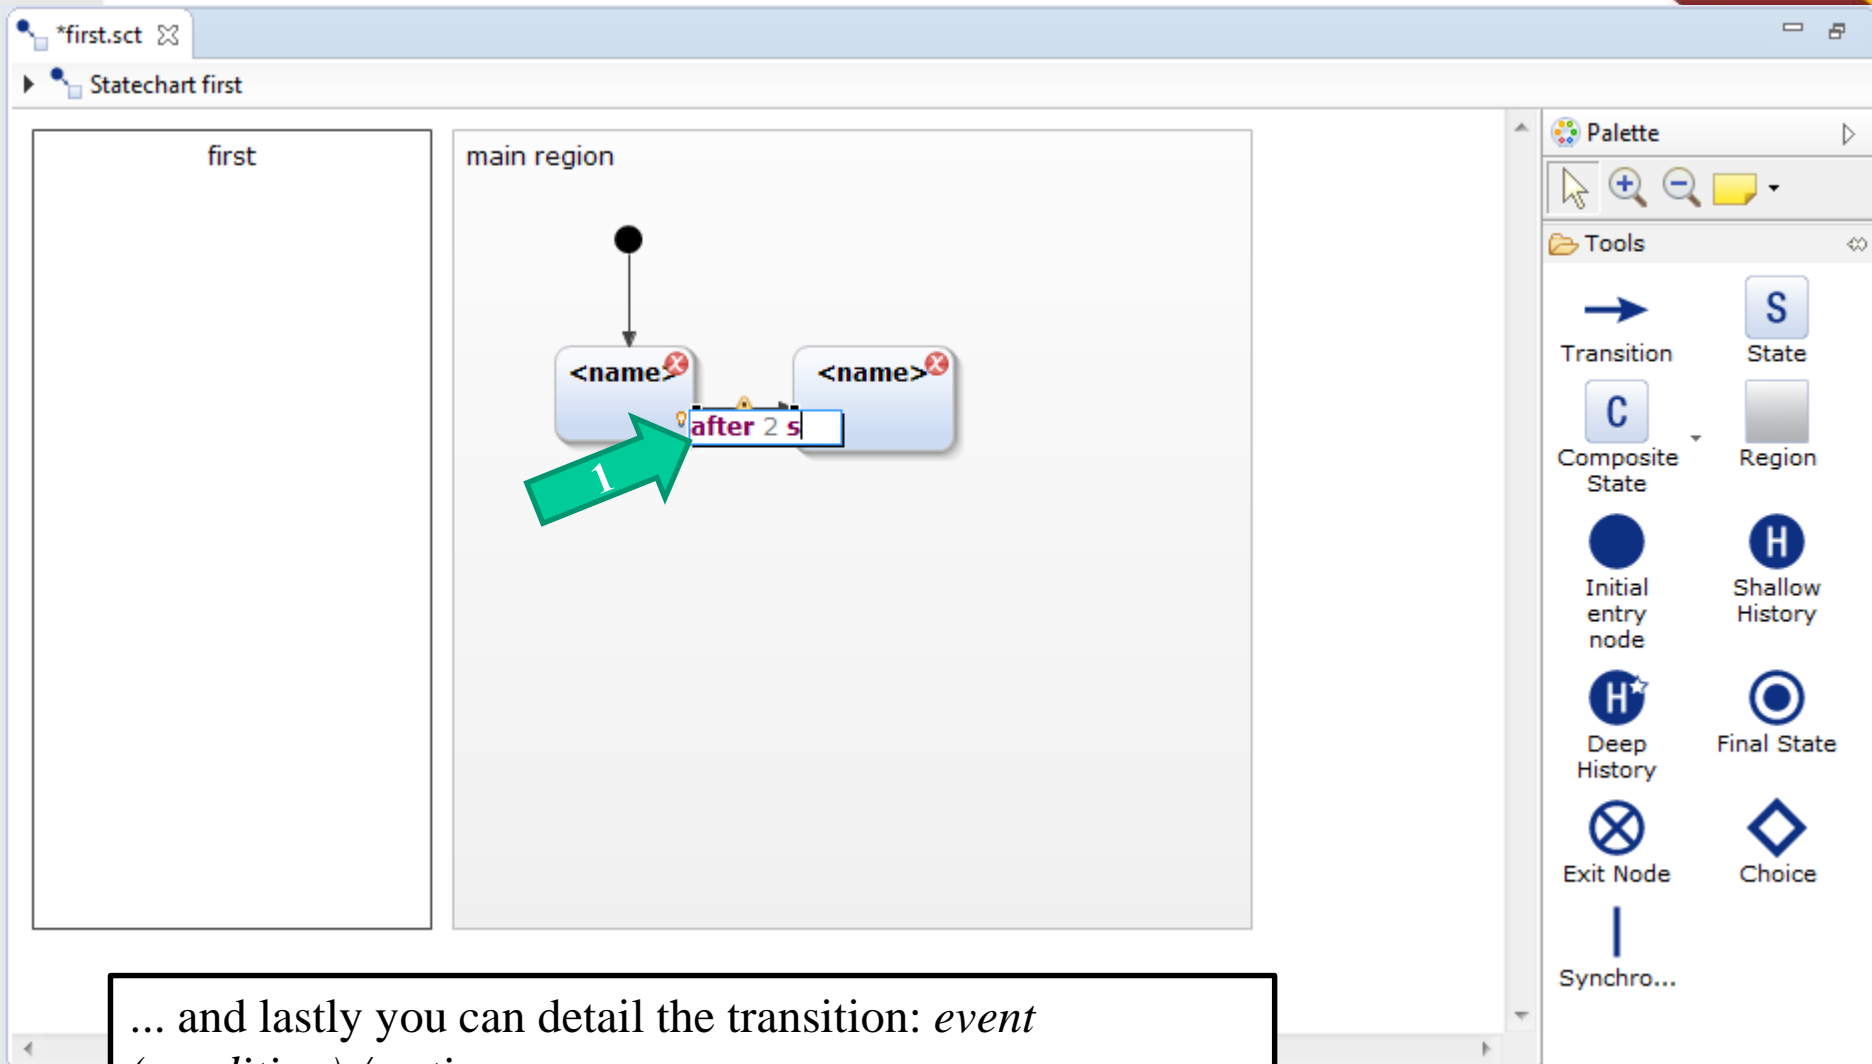 *first.sct
Statechart first
first
main region
<name>
<name>
after 2 s
1
Palette
Tools
Transition
State
Composite
State
Region
Initial
entry
node
Shallow
History
Deep
History
Final State
Exit Node
Choice
Synchro...
... and lastly you can detail the transition: event